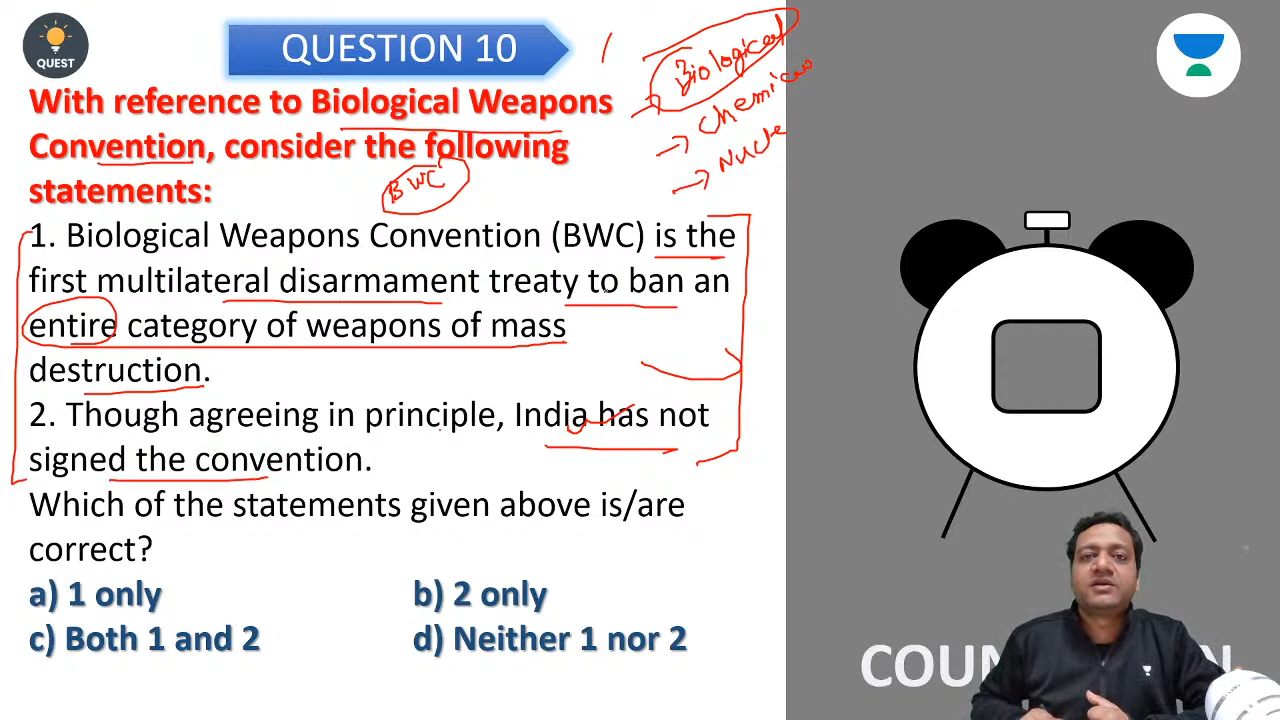 QUEST
QUESTION 10
With reference to Biological Weapons
Convention, consider the following
statements:
BWC
Biological
→ Chemical
1. Biological Weapons Convention (BWC) is the
first multilateral disarmament treaty to ban an
entire category of weapons of mass
destruction.
2. Though agreeing in principle, India has not
signed the convention.
Which of the statements given above is/are
correct?
a) 1 only
b) 2 only
c) Both 1 and 2
d) Neither 1 nor 2